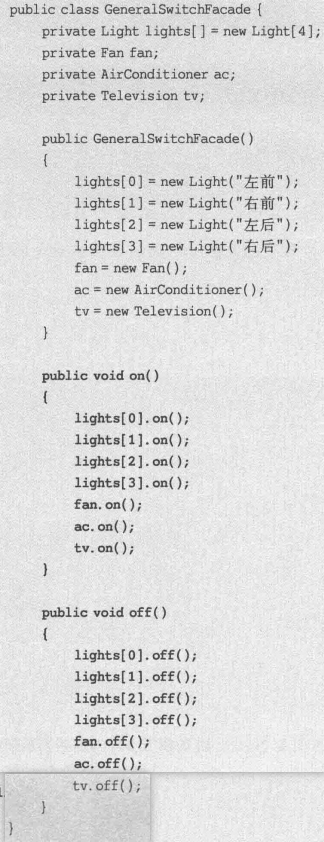 public class GeneralSwitchFacade {
private Light lights[] = new Light[4];
private Fan fan;
private AirConditioner ac;
private Television tv;
public GeneralSwitchFacade()
{
lights[0] = new Light("左前");
lights[1] = new Light("右前");
lights[2] = new Light("左后");
lights[3] = new Light("右后");
fan = new Fan();
ac = new AirConditioner();
tv = new Television();
}
public void on()
{
lights[0].on();
lights[1].on();
lights[2].on();
lights[3].on();
fan.on();
ac.on();
tv.on();
}
public void off()
{
lights[0].off();
lights[1].off();
lights[2].off();
lights[3].off();
fan.off();
ac.off();
tv.off();
}
}